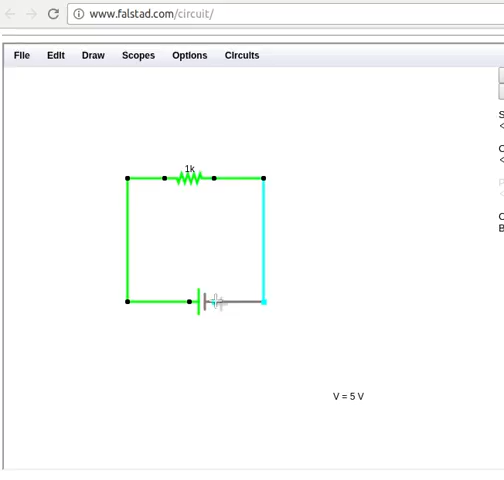 www.falstad.com/circuit/
File Edit Draw Scopes Options Circuits
1k
V = 5 V